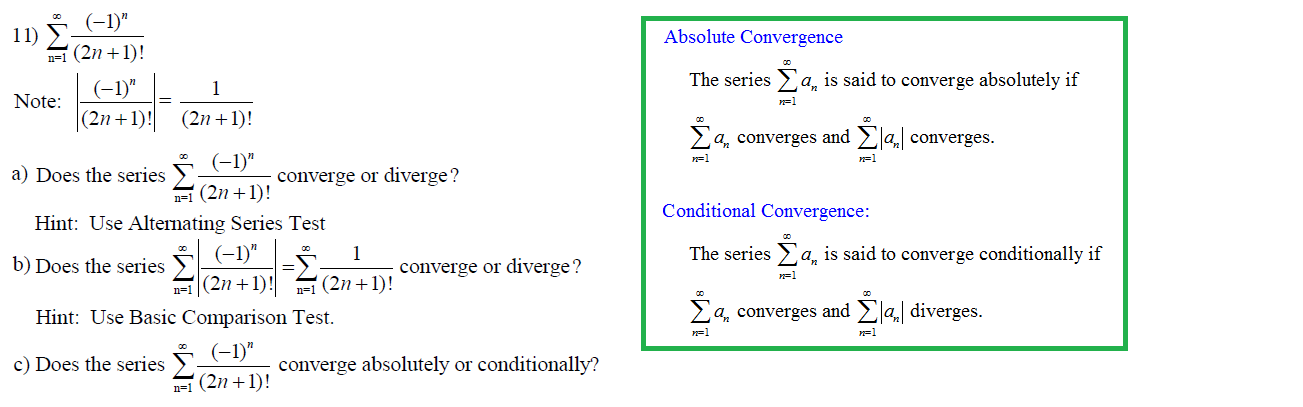 11) $\sum_{n=1}^{\infty} \frac{(-1)^n}{(2n+1)!}$
Note: $\left|\frac{(-1)^n}{(2n+1)!}\right| = \frac{1}{(2n+1)!}$
a) Does the series $\sum_{n=1}^{\infty} \frac{(-1)^n}{(2n+1)!}$ converge or diverge?
Hint: Use Alternating Series Test
b) Does the series $\sum_{n=1}^{\infty} \left|\frac{(-1)^n}{(2n+1)!}\right| = \sum_{n=1}^{\infty} \frac{1}{(2n+1)!}$ converge or diverge?
Hint: Use Basic Comparison Test.
c) Does the series $\sum_{n=1}^{\infty} \frac{(-1)^n}{(2n+1)!}$ converge absolutely or conditionally?
Absolute Convergence
The series $\sum_{n=1}^{\infty} a_n$ is said to converge absolutely if
$\sum_{n=1}^{\infty} a_n$ converges and $\sum_{n=1}^{\infty} |a_n|$ converges.
Conditional Convergence:
The series $\sum_{n=1}^{\infty} a_n$ is said to converge conditionally if
$\sum_{n=1}^{\infty} a_n$ converges and $\sum_{n=1}^{\infty} |a_n|$ diverges.